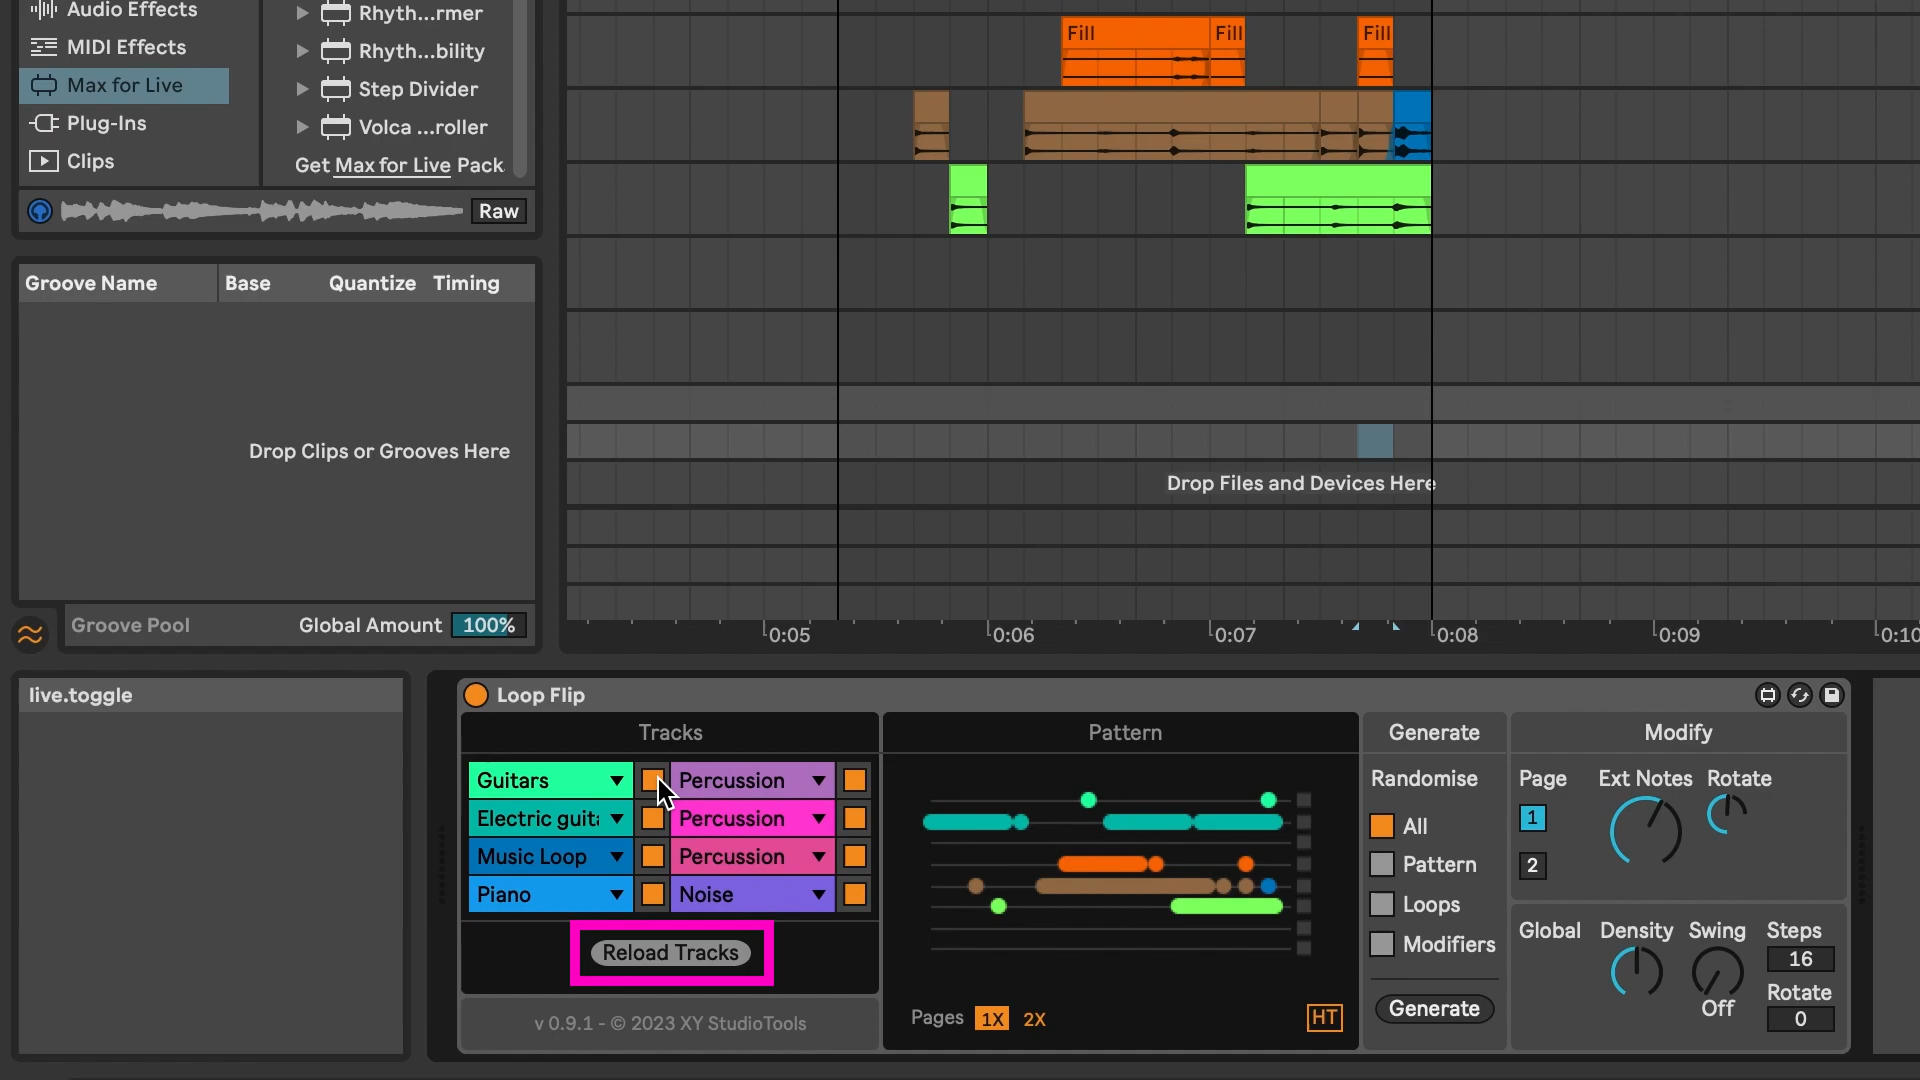 Audio Effects
MIDI Effects
Max for Live
Plug-Ins
Clips
Rhyth...rmer
Rhyth...bility
Step Divider
Volca ...roller
Get Max for Live Pack
Raw
Fill
Fill
Fill
Groove Name Base Quantize Timing
Drop Clips or Grooves Here
Drop Files and Devices Here
Groove Pool Global Amount 100%
0:05 0:06 0:07 0:08 0:09 0:10
live.toggle
Loop Flip
Tracks
Guitars Percussion
Electric guita Percussion
Music Loop Percussion
Piano Noise
Reload Tracks
v 0.9.1 - © 2023 XY StudioTools
Pattern
Pages 1X 2X HT
Generate
Randomise
All
Pattern
Loops
Modifiers
Generate
Modify
Page Ext Notes Rotate
1
2
Global Density Swing Steps
16
Rotate
Off 0